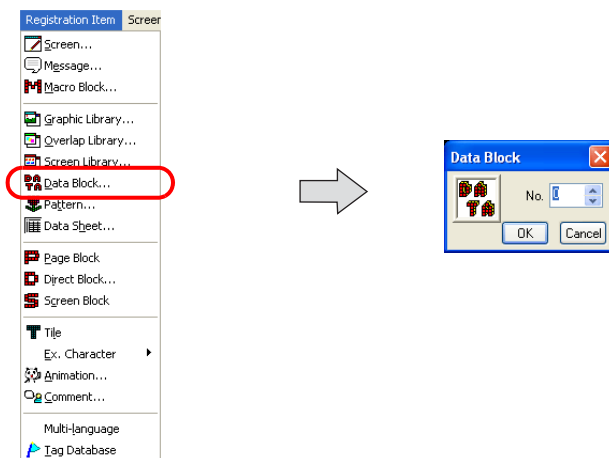 Registration Item Screen
Screen...
Message...
Macro Block...
Graphic Library...
Overlap Library...
Screen Library...
Data Block...
Pattern...
Data Sheet...
Page Block
Direct Block...
Screen Block
Tile
Ex. Character
Animation...
Comment...
Multi-language
Tag Database
Data Block
DATA
No. 0
OK Cancel